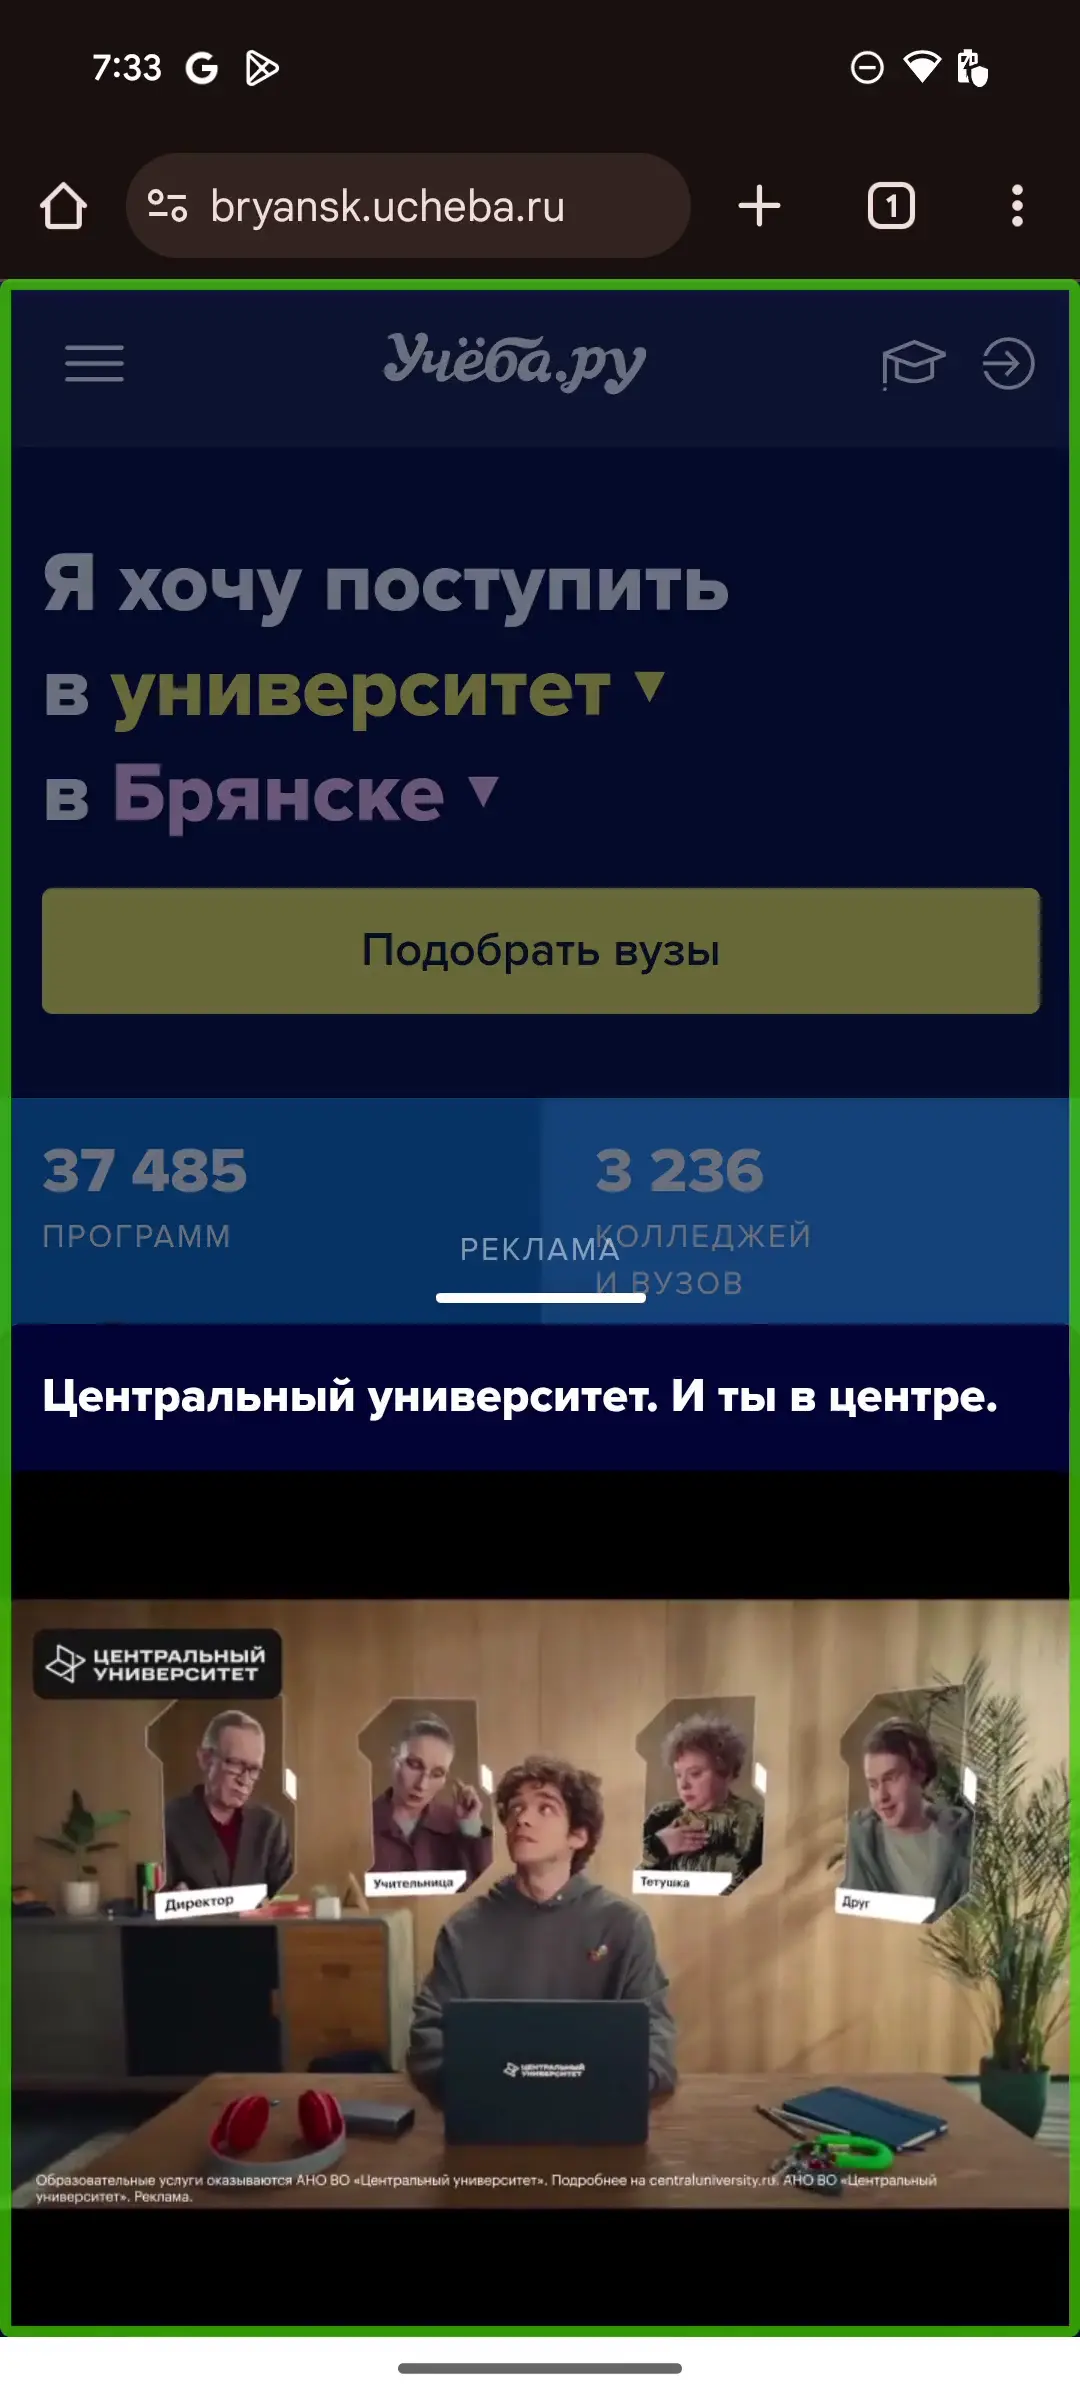 7:33
bryansk.ucheba.ru
1
Учёба.ру
Я хочу поступить
в университет
в Брянске
Подобрать вузы
37 485
ПРОГРАММ
3 236
КОЛЛЕДЖЕЙ
И ВУЗОВ
РЕКЛАМА
Центральный университет. И ты в центре.
ЦЕНТРАЛЬНЫЙ
УНИВЕРСИТЕТ
Директор
Учительница
Тетушка
Друг
ЦЕНТРАЛЬНЫЙ
УНИВЕРСИТЕТ
Образовательные услуги оказываются АНО ВО «Центральный университет». Подробнее на centraluniversity.ru. АНО ВО «Центральный
университет». Реклама.